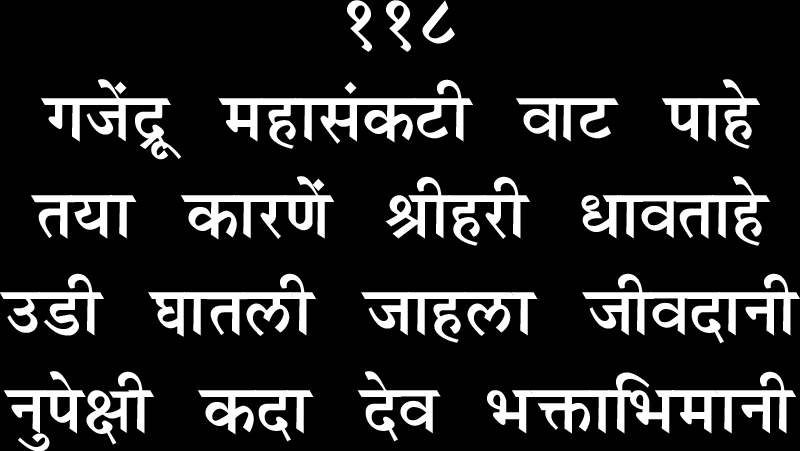 ११८
गजेंद्रू महासंकटी वाट पाहे
तया कारणें श्रीहरी धावताहे
उडी घातली जाहला जीवदानी
नुपेक्षी कदा देव भक्ताभिमानी